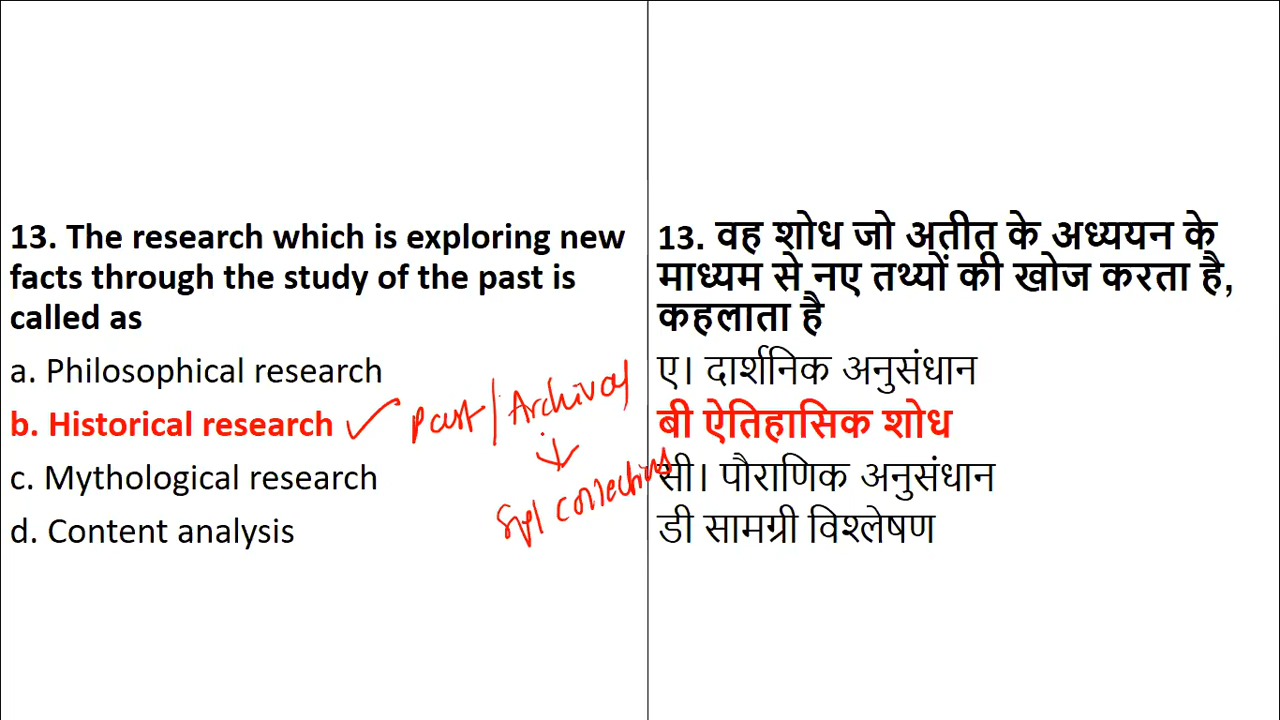 13. The research which is exploring new
facts through the study of the past is
called as
a. Philosophical research
b. Historical research
c. Mythological research
d. Content analysis
Past/Archival
Spl collections
13. वह शोध जो अतीत के अध्ययन के
माध्यम से नए तथ्यों की खोज करता है,
कहलाता है
ए। दार्शनिक अनुसंधान
बी ऐतिहासिक शोध
सी। पौराणिक अनुसंधान
डी सामग्री विश्लेषण